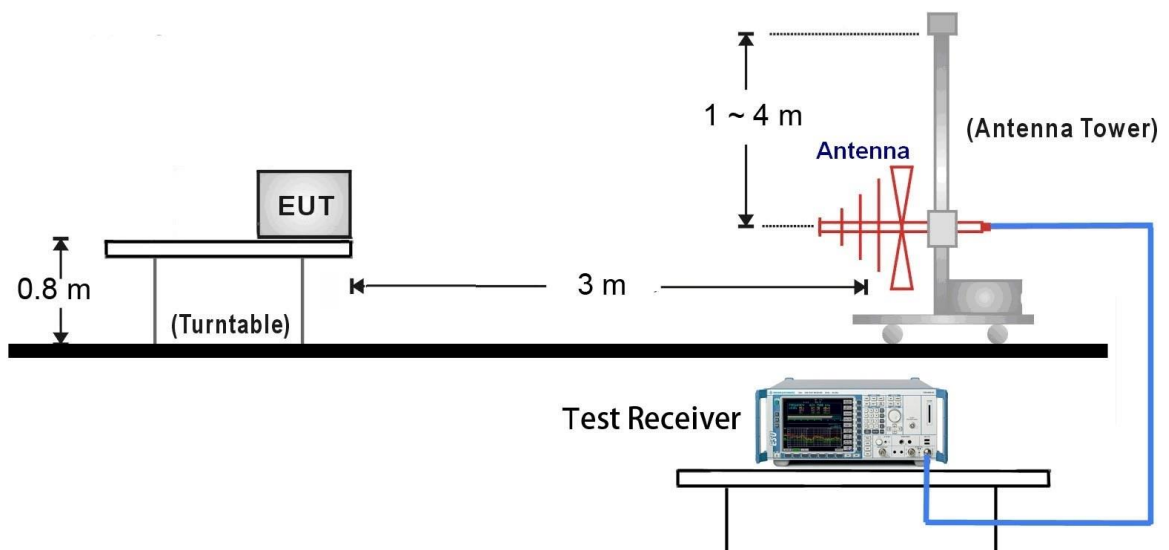 1 ~ 4 m
(Antenna Tower)
Antenna
EUT
0.8 m
3 m
(Turntable)
Test Receiver